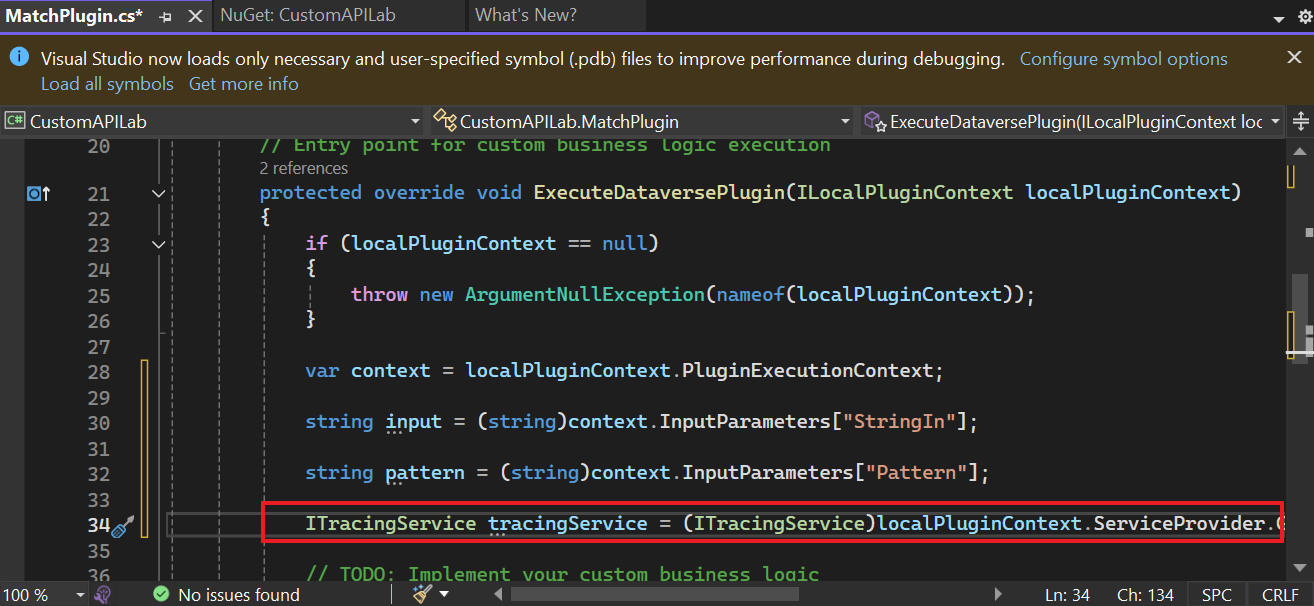 MatchPlugin.cs* NuGet: CustomAPILab What's New?
Visual Studio now loads only necessary and user-specified symbol (.pdb) files to improve performance during debugging. Configure symbol options
Load all symbols Get more info
C# CustomAPILab CustomAPILab.MatchPlugin ExecuteDataversePlugin(ILocalPluginContext loc
20 // Entry point for custom business logic execution
2 references
21 protected override void ExecuteDataversePlugin(ILocalPluginContext localPluginContext)
22 {
23 if (localPluginContext == null)
24 {
25 throw new ArgumentNullException(nameof(localPluginContext));
26 }
27
28 var context = localPluginContext.PluginExecutionContext;
29
30 string input = (string)context.InputParameters["StringIn"];
31
32 string pattern = (string)context.InputParameters["Pattern"];
33
34 ITracingService tracingService = (ITracingService)localPluginContext.ServiceProvider.
35
36 // TODO: Implement your custom business logic
100 % No issues found Ln: 34 Ch: 134 SPC CRLF